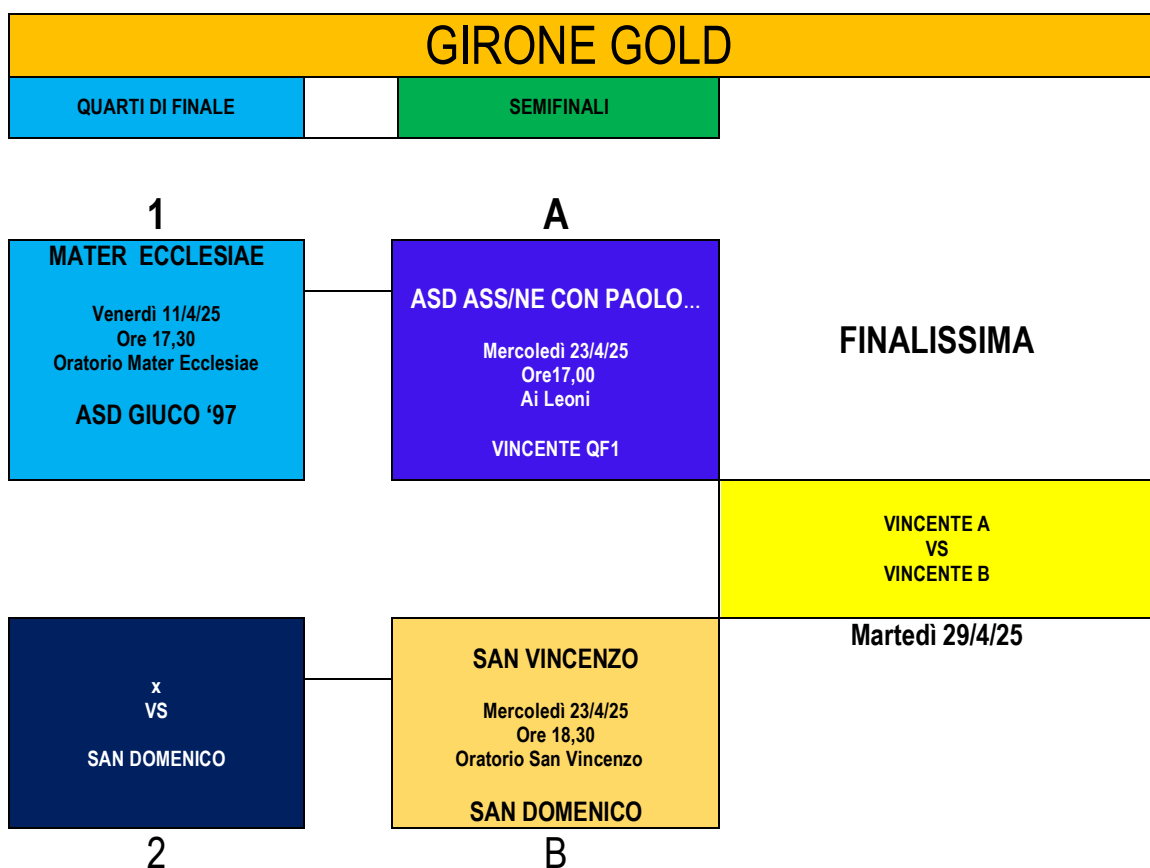 GIRONE GOLD
QUARTI DI FINALE
SEMIFINALI
1
MATER ECCLESIAE
Venerdì 11/4/25
Ore 17,30
Oratorio Mater Ecclesiae
ASD GIUCO ‘97
A
ASD ASS/NE CON PAOLO...
Mercoledì 23/4/25
Ore17,00
Ai Leoni
VINCENTE QF1
FINALISSIMA
VINCENTE A
VS
VINCENTE B
Martedì 29/4/25
x
VS
SAN DOMENICO
2
SAN VINCENZO
Mercoledì 23/4/25
Ore 18,30
Oratorio San Vincenzo
SAN DOMENICO
B